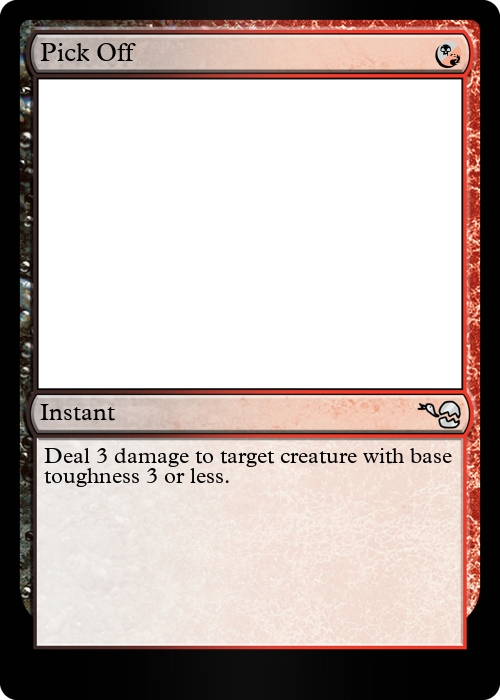 Pick Off
Instant
Deal 3 damage to target creature with base
toughness 3 or less.